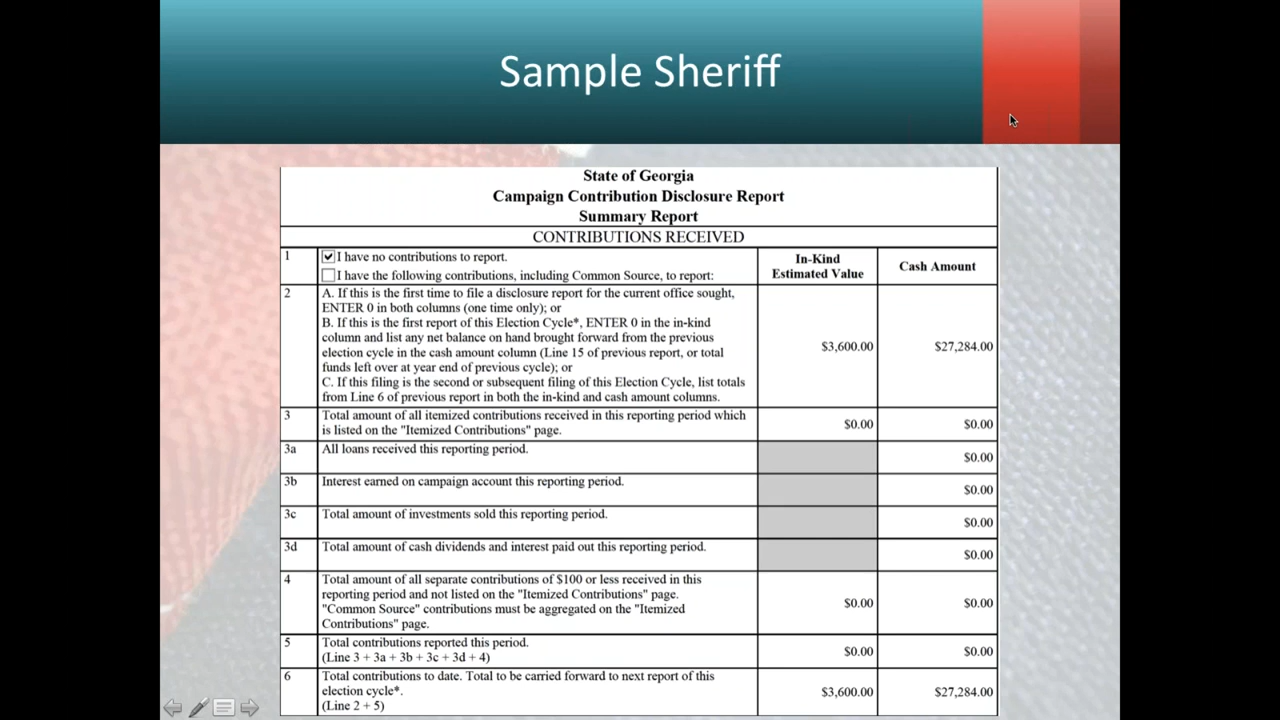 Sample Sheriff
State of Georgia
Campaign Contribution Disclosure Report
Summary Report
CONTRIBUTIONS RECEIVED
1
I have no contributions to report.
I have the following contributions, including Common Source, to report:
In-Kind
Estimated Value
Cash Amount
2
A. If this is the first time to file a disclosure report for the current office sought,
ENTER 0 in both columns (one time only); or
B. If this is the first report of this Election Cycle*, ENTER 0 in the in-kind
column and list any net balance on hand brought forward from the previous
election cycle in the cash amount column (Line 15 of previous report, or total
funds left over at year end of previous cycle); or
C. If this filing is the second or subsequent filing of this Election Cycle, list totals
from Line 6 of previous report in both the in-kind and cash amount columns.
$3,600.00
$27,284.00
3
Total amount of all itemized contributions received in this reporting period which
is listed on the "Itemized Contributions" page.
$0.00
$0.00
3a
All loans received this reporting period.
$0.00
3b
Interest earned on campaign account this reporting period.
$0.00
3c
Total amount of investments sold this reporting period.
$0.00
3d
Total amount of cash dividends and interest paid out this reporting period.
$0.00
4
Total amount of all separate contributions of $100 or less received in this
reporting period and not listed on the "Itemized Contributions" page.
"Common Source" contributions must be aggregated on the "Itemized
Contributions" page.
$0.00
$0.00
5
Total contributions reported this period.
(Line 3 + 3a + 3b + 3c + 3d + 4)
$0.00
$0.00
6
Total contributions to date. Total to be carried forward to next report of this
election cycle*.
(Line 2 + 5)
$3,600.00
$27,284.00